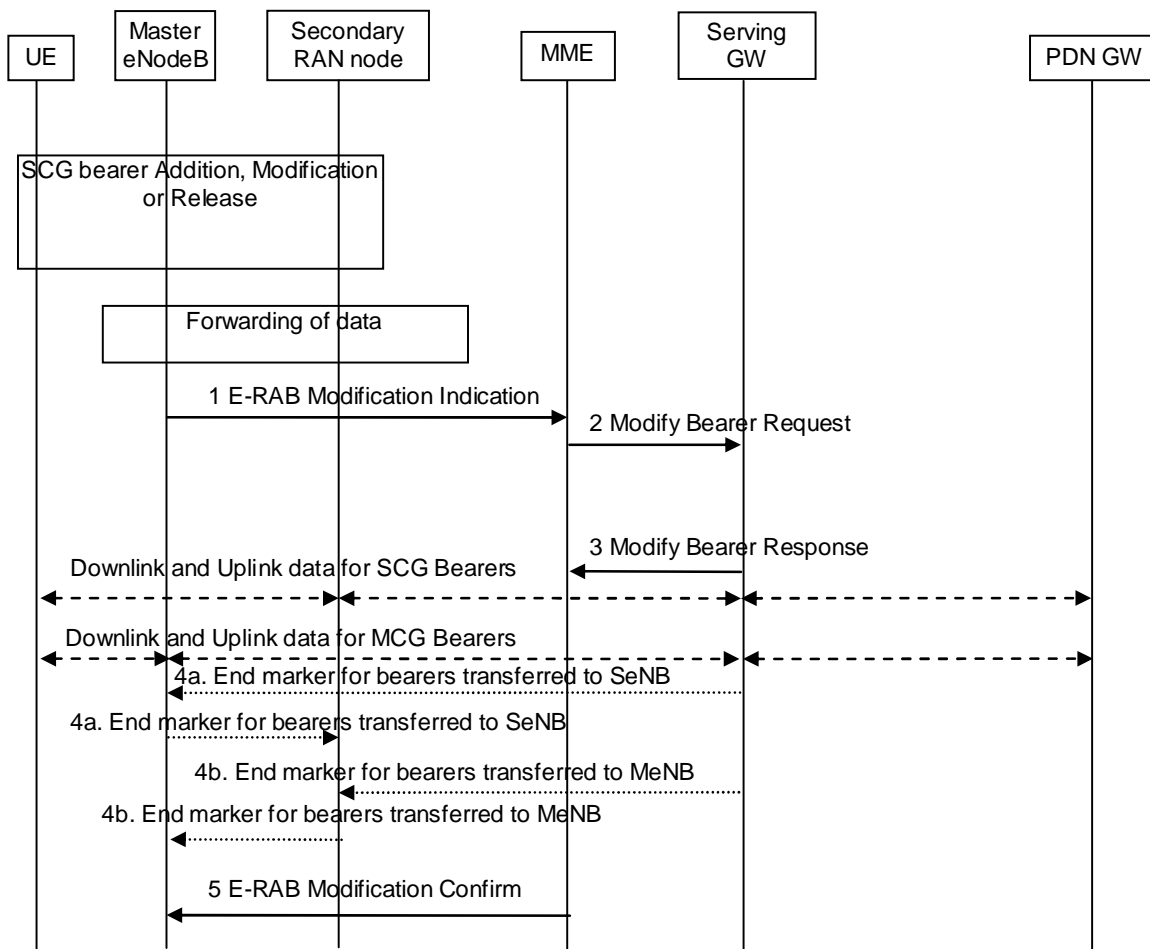 UE
Master
eNodeB
Secondary
RAN node
MME
Serving
GW
PDN GW
SCG bearer Addition, Modification
or Release
Forwarding of data
1 E-RAB Modification Indication
2 Modify Bearer Request
3 Modify Bearer Response
Downlink and Uplink data for SCG Bearers
Downlink and Uplink data for MCG Bearers
4a. End marker for bearers transferred to SeNB
4a. End marker for bearers transferred to SeNB
4b. End marker for bearers transferred to MeNB
4b. End marker for bearers transferred to MeNB
5 E-RAB Modification Confirm